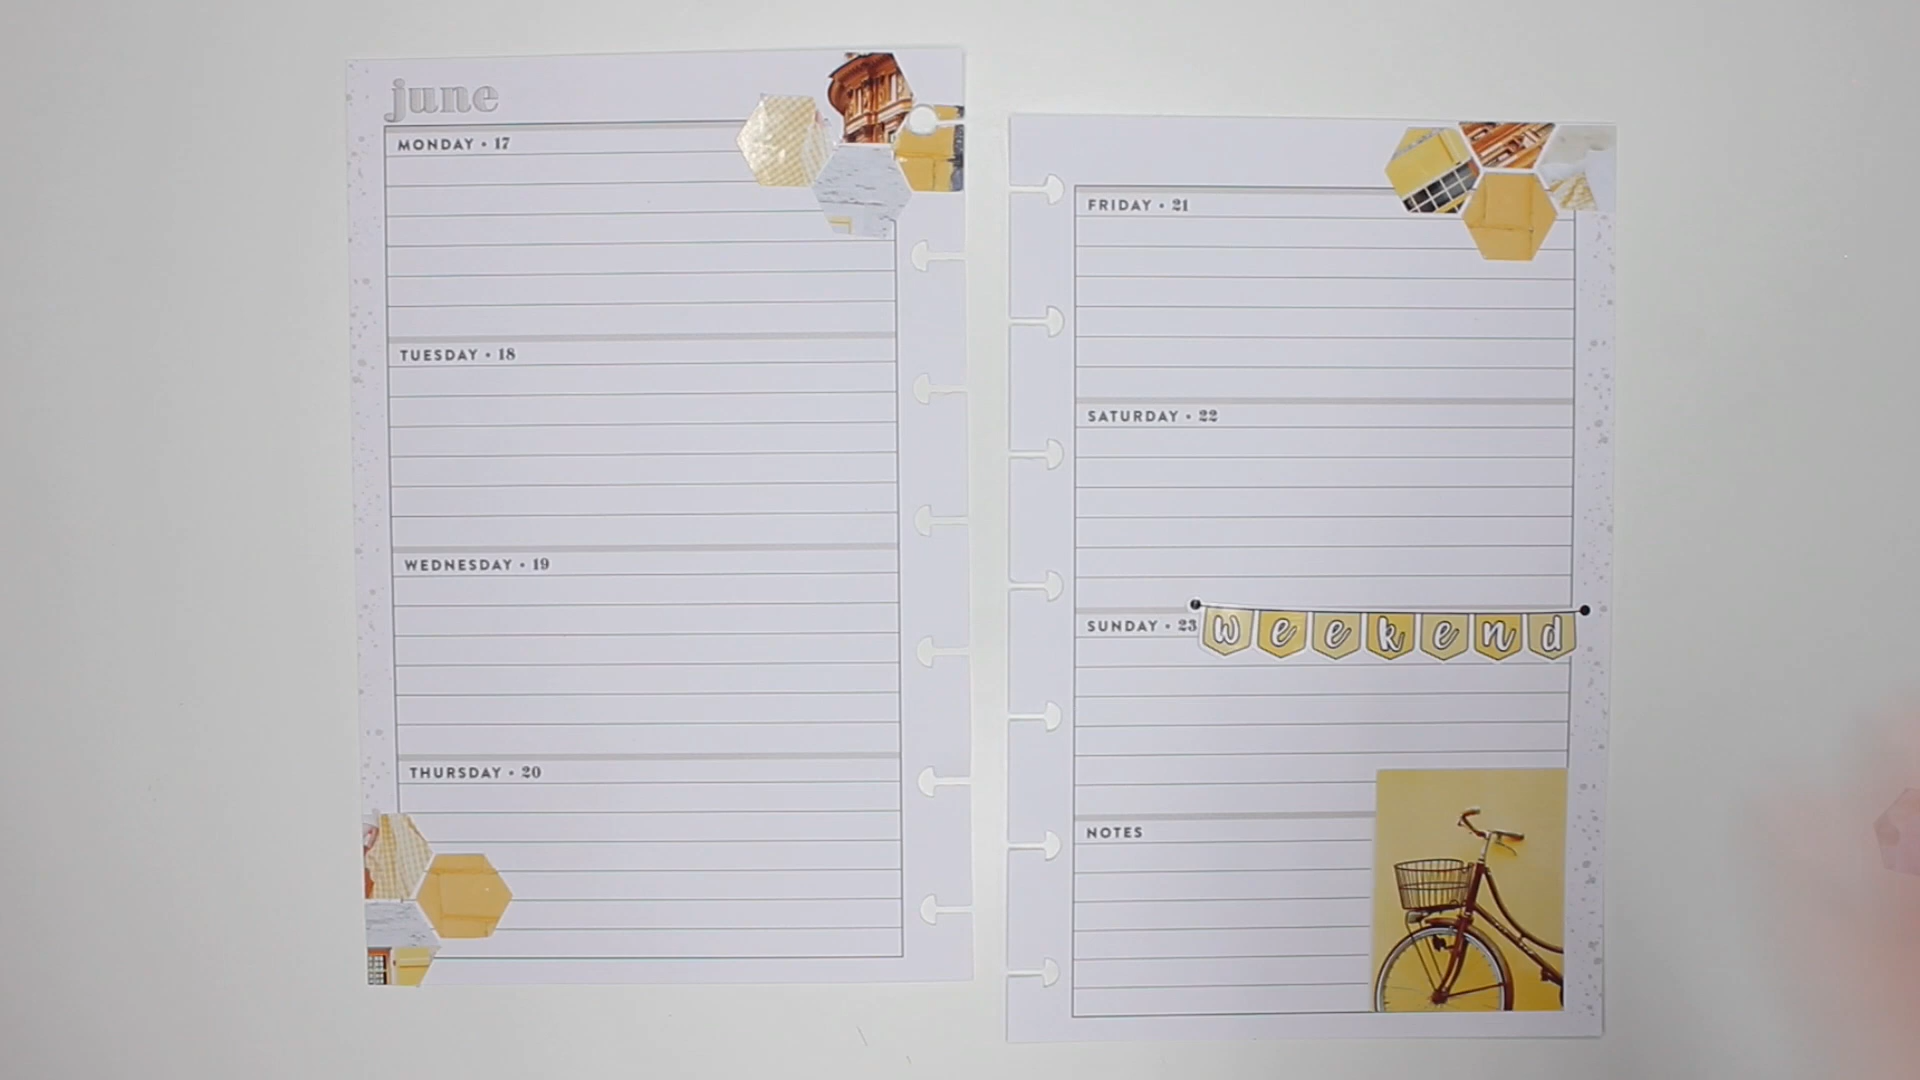 june
MONDAY • 17
TUESDAY • 18
WEDNESDAY • 19
THURSDAY • 20
FRIDAY • 21
SATURDAY • 22
SUNDAY • 23
weekend
NOTES